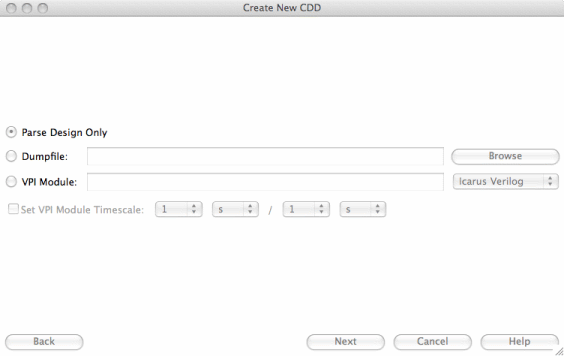 Create New CDD
Parse Design Only
Dumpfile: Browse
VPI Module: Icarus Verilog
Set VPI Module Timescale: 1 s / 1 s
Back Next Cancel Help